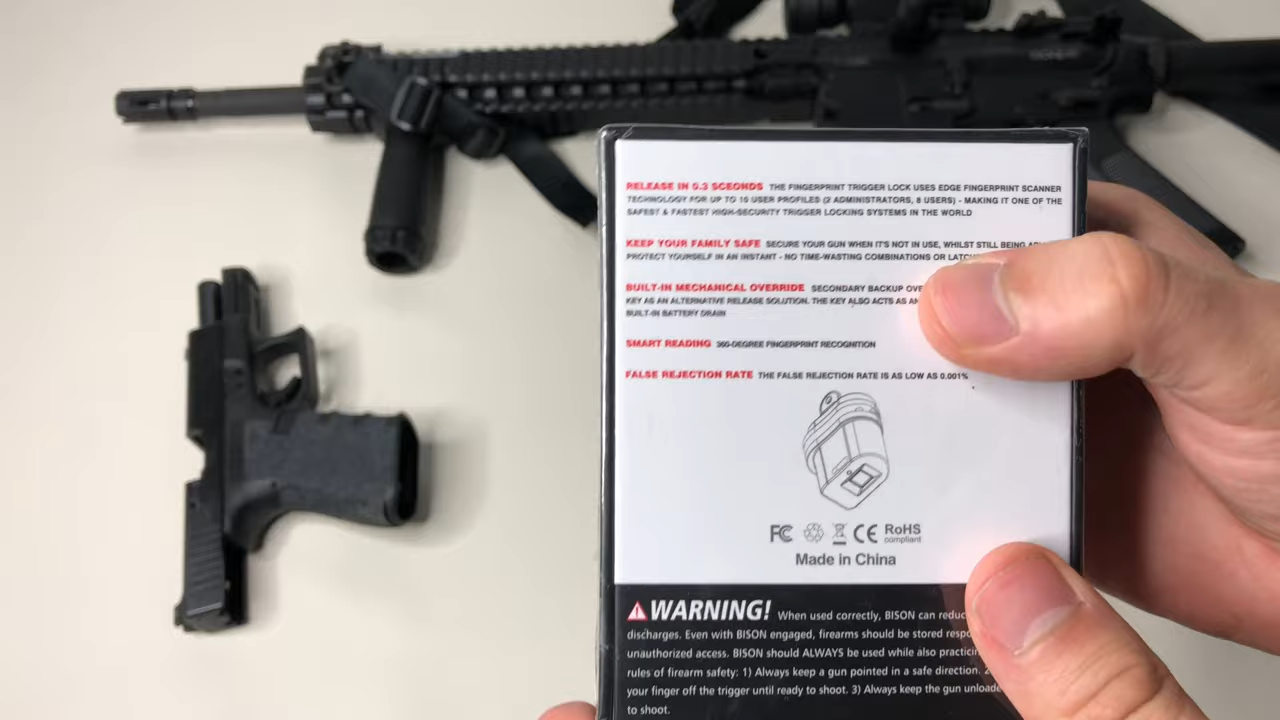 RELEASE IN 0.3 SCEONDS THE FINGERPRINT TRIGGER LOCK USES EDGE FINGERPRINT SCANNER
TECHNOLOGY FOR UP TO 10 USER PROFILES (2 ADMINISTRATORS, 8 USERS) - MAKING IT ONE OF THE
SAFEST & FASTEST HIGH-SECURITY TRIGGER LOCKING SYSTEMS IN THE WORLD
KEEP YOUR FAMILY SAFE SECURE YOUR GUN WHEN IT'S NOT IN USE, WHILST STILL BEING
PROTECT YOURSELF IN AN INSTANT - NO TIME-WASTING COMBINATIONS OR
BUILT-IN MECHANICAL OVERRIDE SECONDARY BACKUP
KEY AS AN ALTERNATIVE RELEASE SOLUTION. THE KEY ALSO ACTS AS
BUILT-IN BATTERY DRAIN
SMART READING 360-DEGREE FINGERPRINT RECOGNITION
FALSE REJECTION RATE THE FALSE REJECTION RATE IS AS LOW AS 0.001%
FC CE RoHS
compliant
Made in China
WARNING! When used correctly, BISON can
discharges. Even with BISON engaged, firearms should be stored
unauthorized access. BISON should ALWAYS be used while also
rules of firearm safety: 1) Always keep a gun pointed in a safe direction.
your finger off the trigger until ready to shoot. 3) Always keep the gun
to shoot.